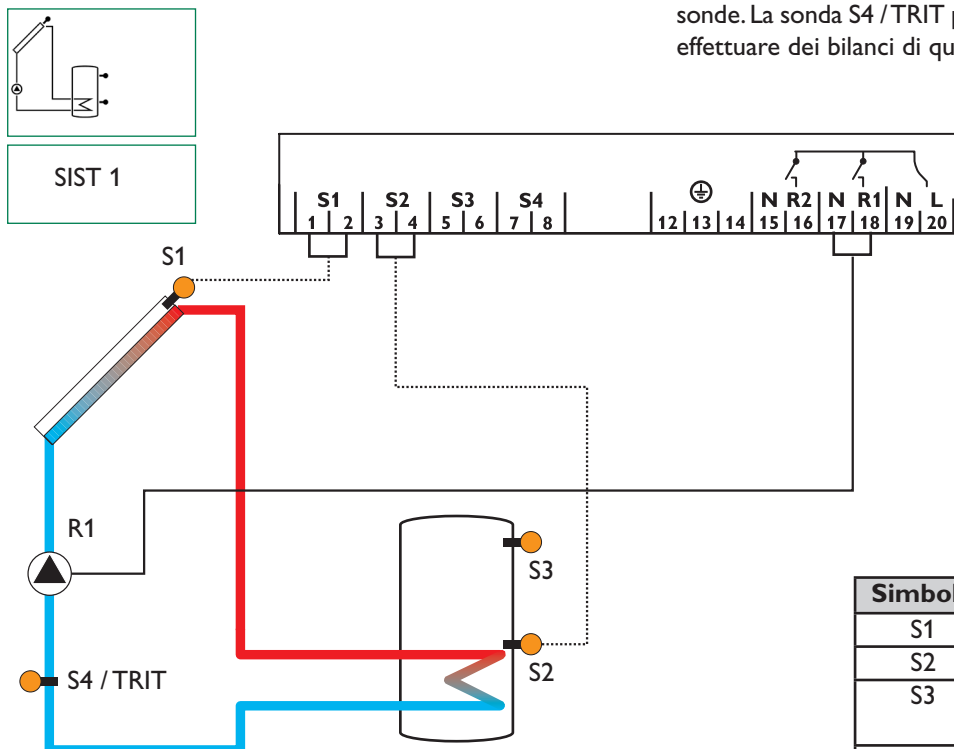 sonde. La sonda S4 / TRIT
effettuare dei bilanci di
SIST 1
S1 S2 S3 S4 N R2 N R1 N L
1 2 3 4 5 6 7 8 12 13 14 15 16 17 18 19 20
S1
R1
S3
S2
S4 / TRIT
S1
S2
S3